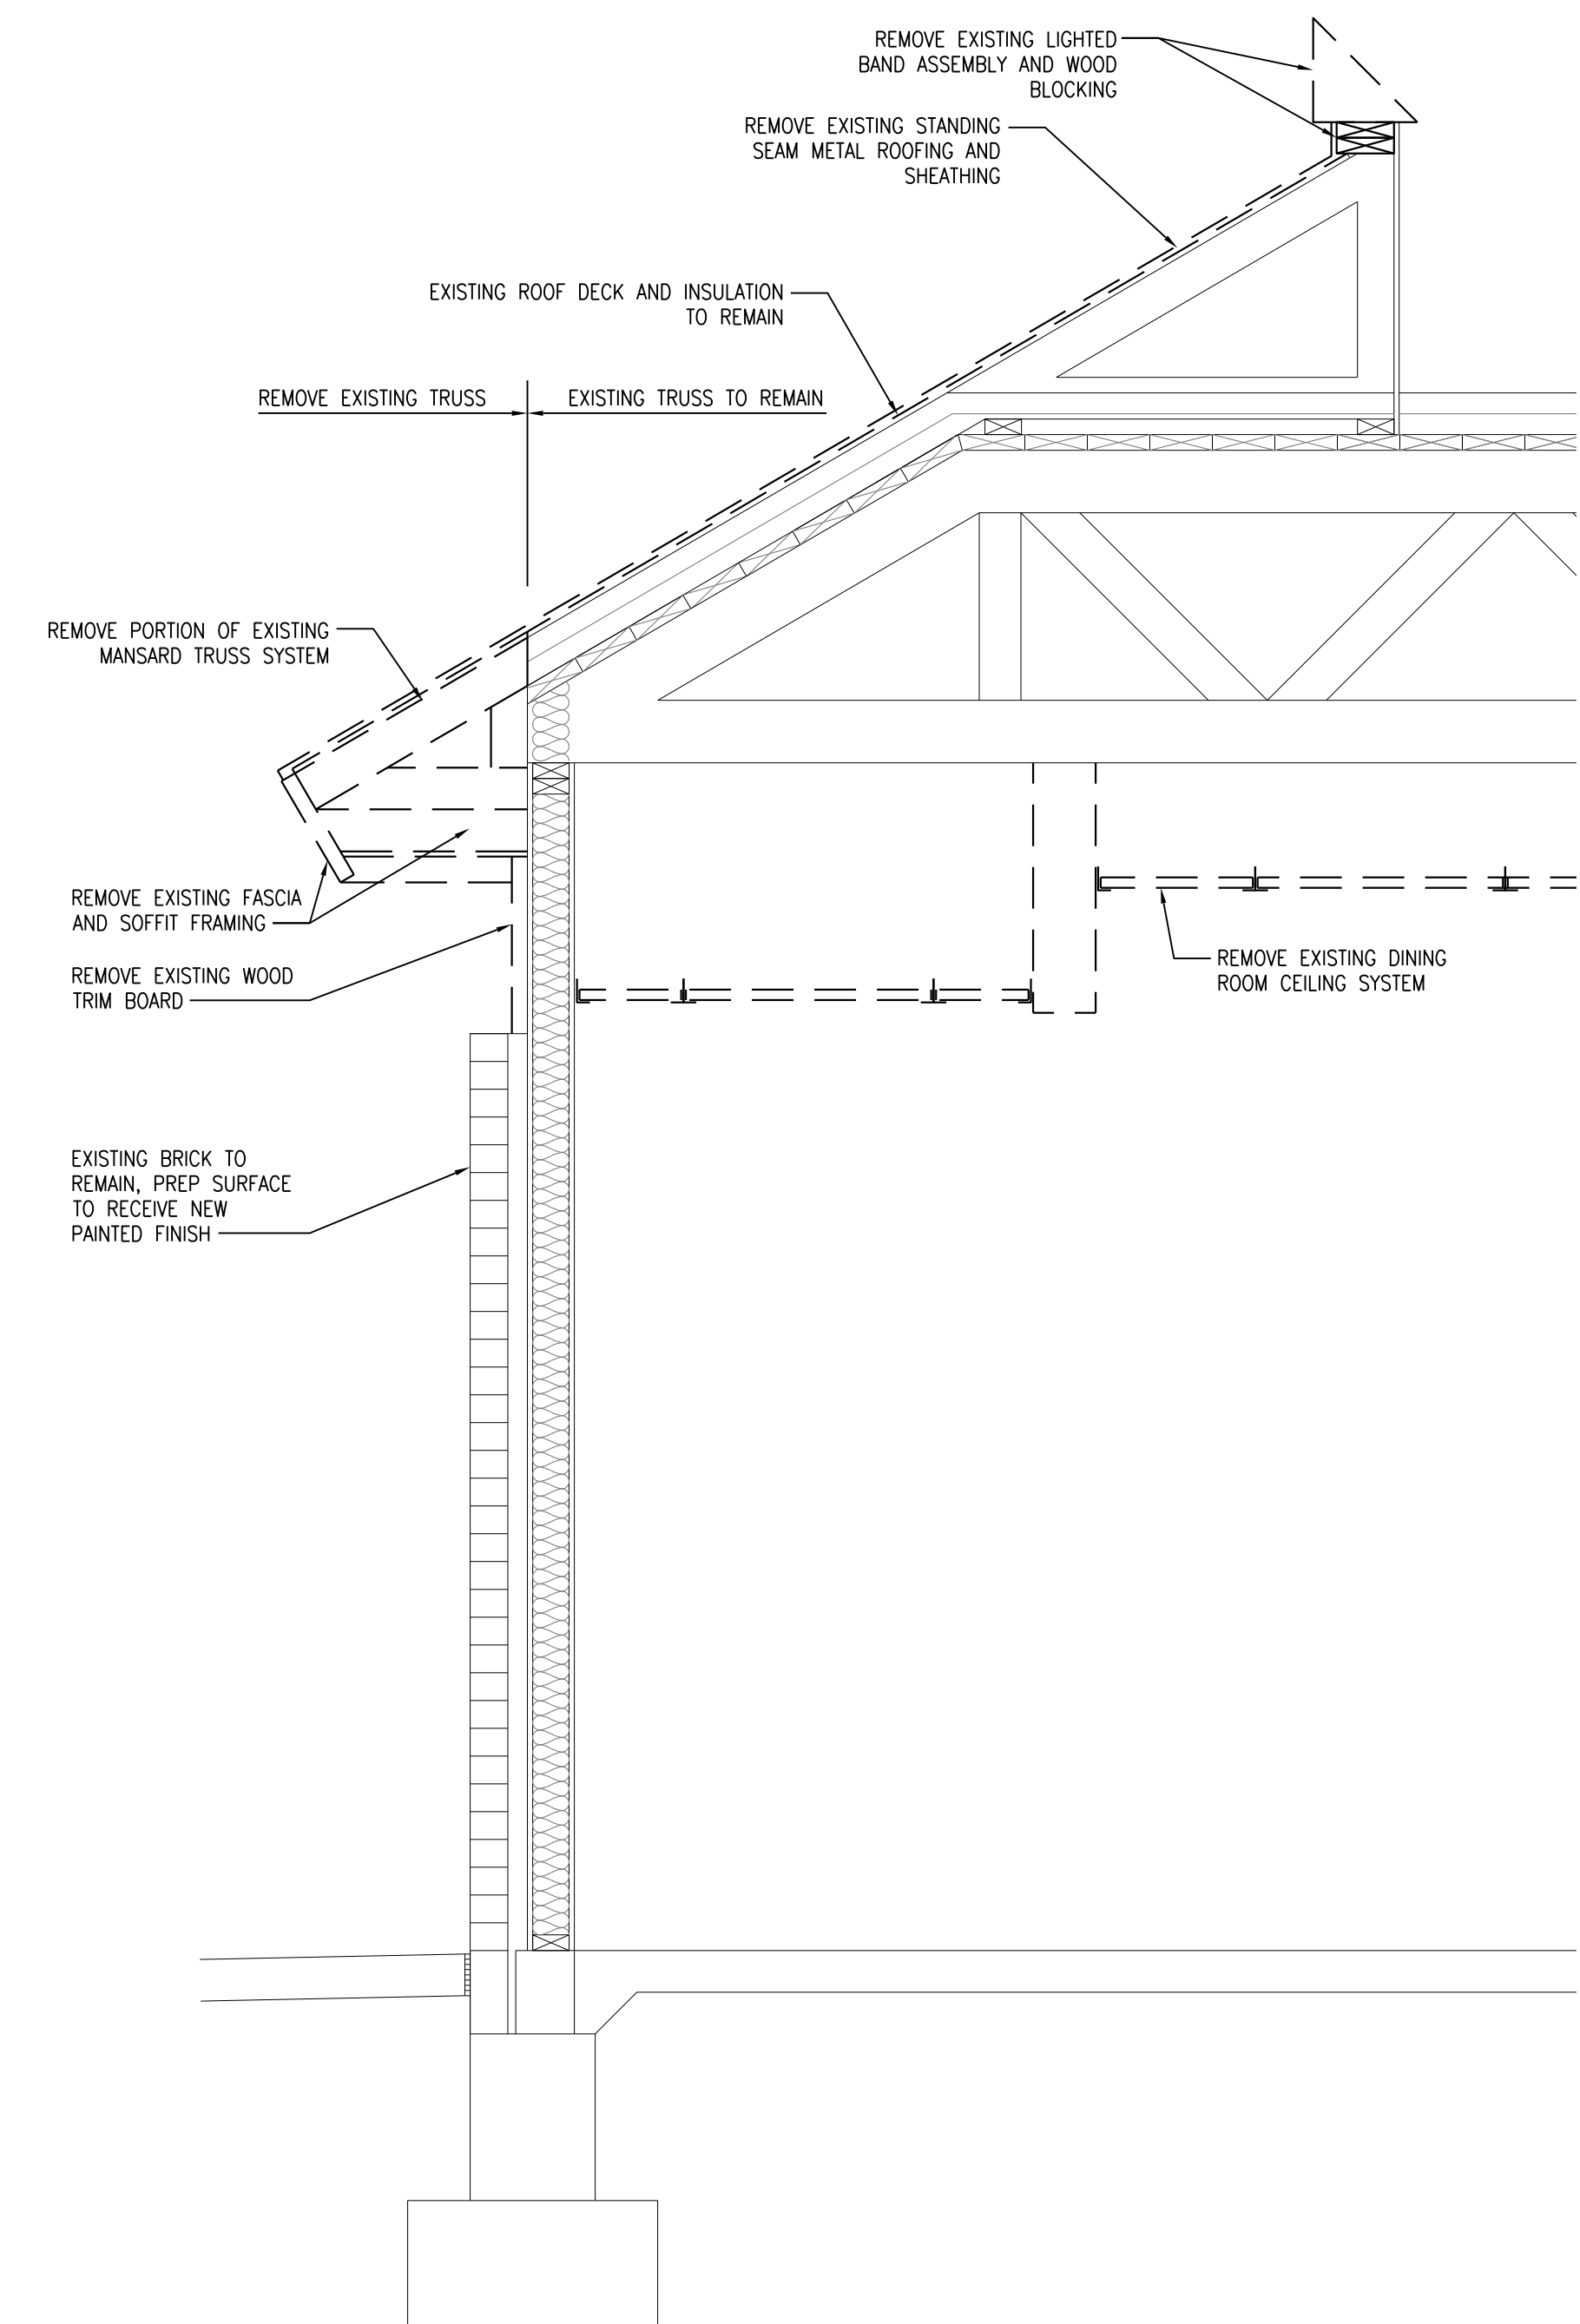 REMOVE EXISTING LIGHTED
BAND ASSEMBLY AND WOOD
BLOCKING
REMOVE EXISTING STANDING
SEAM METAL ROOFING AND
SHEATHING
EXISTING ROOF DECK AND INSULATION
TO REMAIN
REMOVE EXISTING TRUSS
EXISTING TRUSS TO REMAIN
REMOVE PORTION OF EXISTING
MANSARD TRUSS SYSTEM
REMOVE EXISTING FASCIA
AND SOFFIT FRAMING
REMOVE EXISTING WOOD
TRIM BOARD
REMOVE EXISTING DINING
ROOM CEILING SYSTEM
EXISTING BRICK TO
REMAIN, PREP SURFACE
TO RECEIVE NEW
PAINTED FINISH